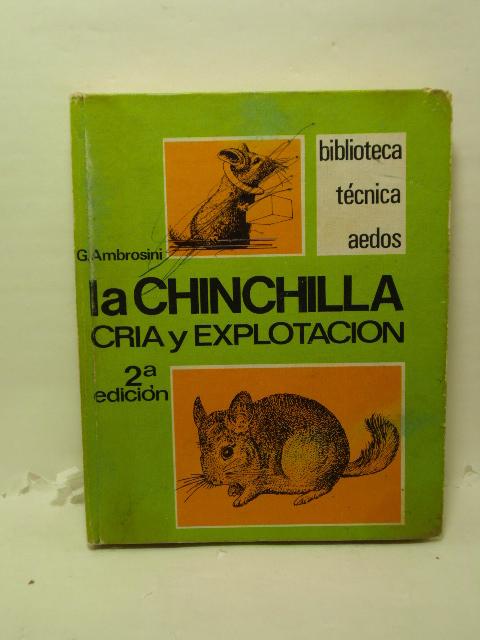 biblioteca
técnica
aedos
G. Ambrosini
la CHINCHILLA
CRIA y EXPLOTACION
2ª
edición